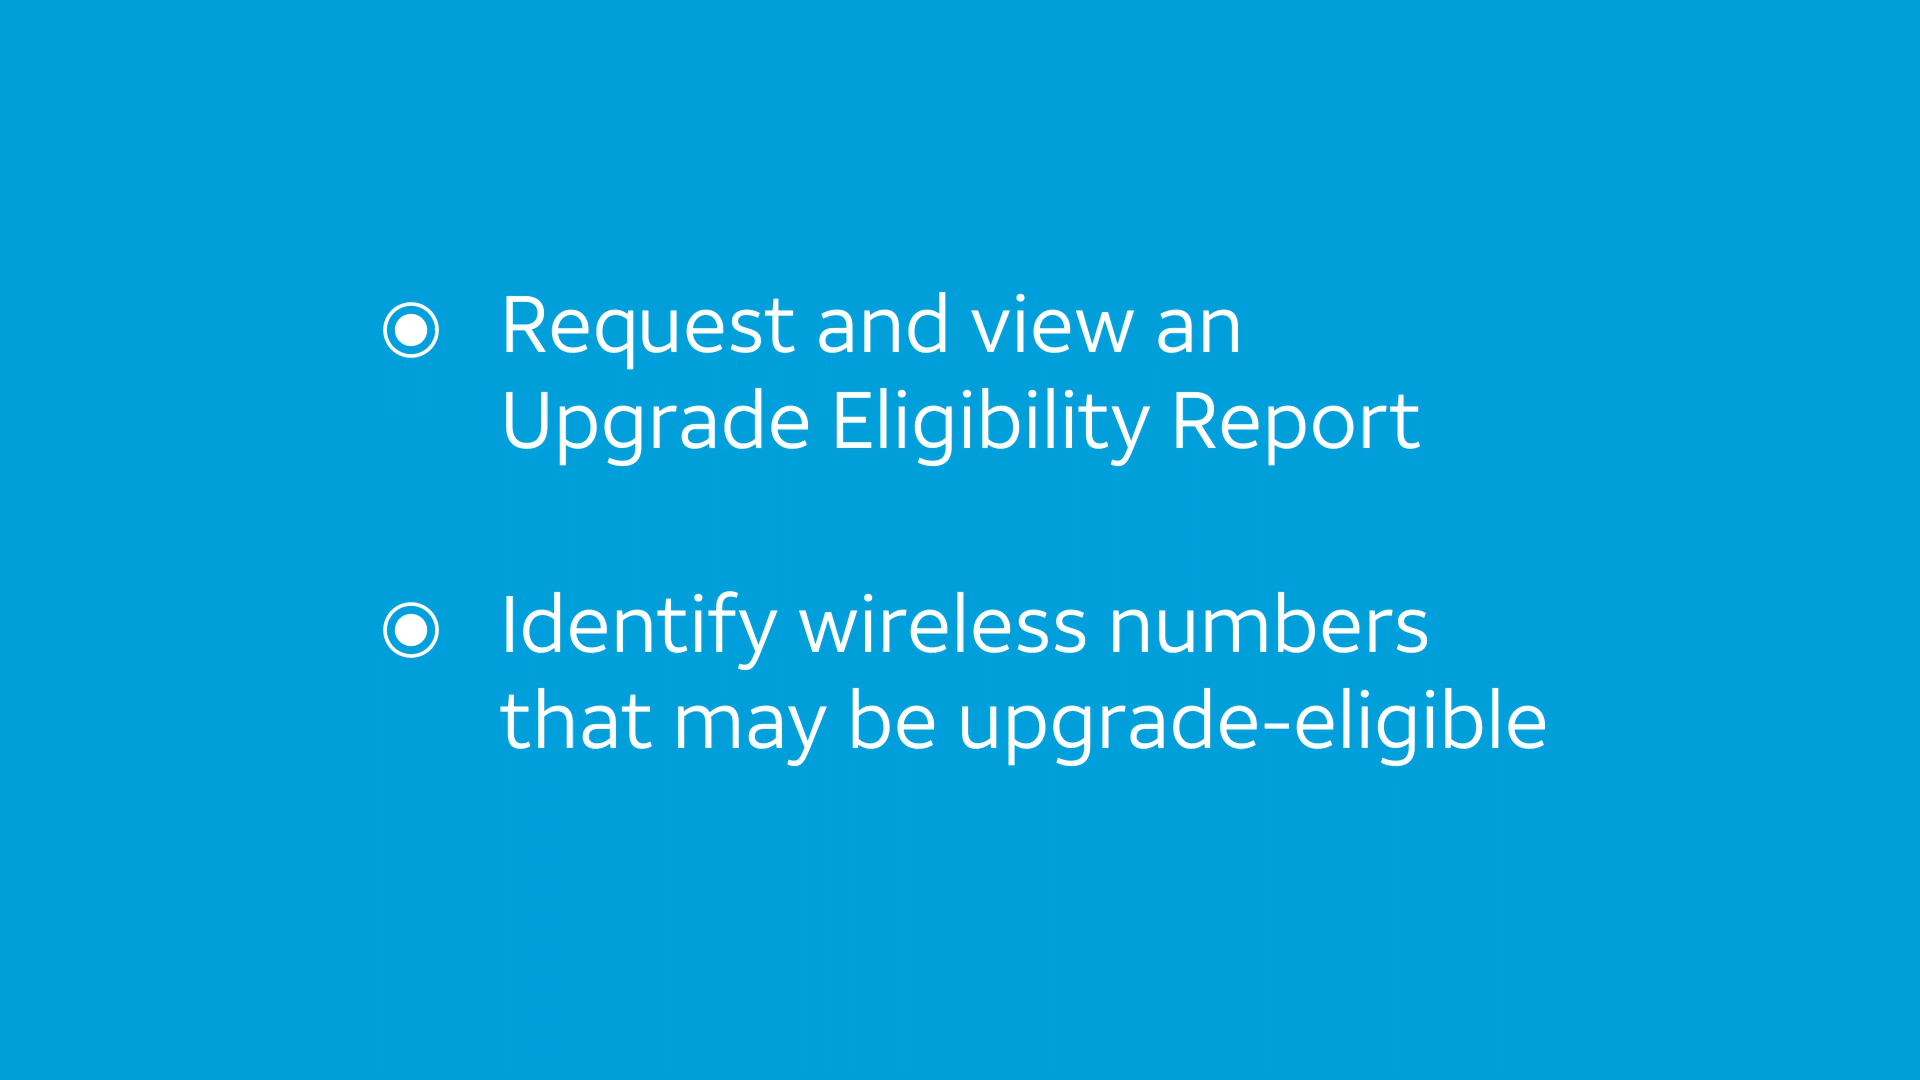 ◉ Request and view an
Upgrade Eligibility Report
◉ Identify wireless numbers
that may be upgrade-eligible